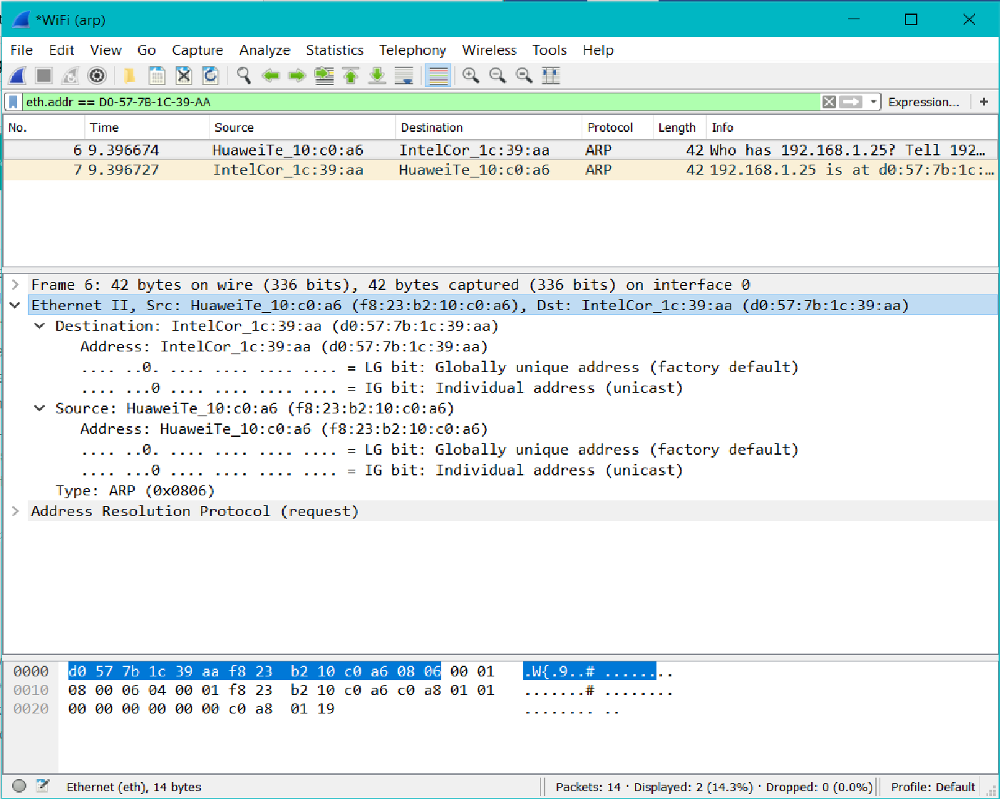 *WiFi (arp)
File Edit View Go Capture Analyze Statistics Telephony Wireless Tools Help
eth.addr == D0-57-7B-1C-39-AA Expression... +
No. Time Source Destination Protocol Length Info
6 9.396674 HuaweiTe_10:c0:a6 IntelCor_1c:39:aa ARP 42 Who has 192.168.1.25? Tell 192…
7 9.396727 IntelCor_1c:39:aa HuaweiTe_10:c0:a6 ARP 42 192.168.1.25 is at d0:57:7b:1c:…
Frame 6: 42 bytes on wire (336 bits), 42 bytes captured (336 bits) on interface 0
Ethernet II, Src: HuaweiTe_10:c0:a6 (f8:23:b2:10:c0:a6), Dst: IntelCor_1c:39:aa (d0:57:7b:1c:39:aa)
Destination: IntelCor_1c:39:aa (d0:57:7b:1c:39:aa)
Address: IntelCor_1c:39:aa (d0:57:7b:1c:39:aa)
.... ..0. .... .... .... .... = LG bit: Globally unique address (factory default)
.... ...0 .... .... .... .... = IG bit: Individual address (unicast)
Source: HuaweiTe_10:c0:a6 (f8:23:b2:10:c0:a6)
Address: HuaweiTe_10:c0:a6 (f8:23:b2:10:c0:a6)
.... ..0. .... .... .... .... = LG bit: Globally unique address (factory default)
.... ...0 .... .... .... .... = IG bit: Individual address (unicast)
Type: ARP (0x0806)
Address Resolution Protocol (request)
0000 d0 57 7b 1c 39 aa f8 23 b2 10 c0 a6 08 06 00 01 .W{.9..# ........
0010 08 00 06 04 00 01 f8 23 b2 10 c0 a6 c0 a8 01 01 .......# ........
0020 00 00 00 00 00 00 c0 a8 01 19 ........ ..
Ethernet (eth), 14 bytes Packets: 14 · Displayed: 2 (14.3%) · Dropped: 0 (0.0%) Profile: Default